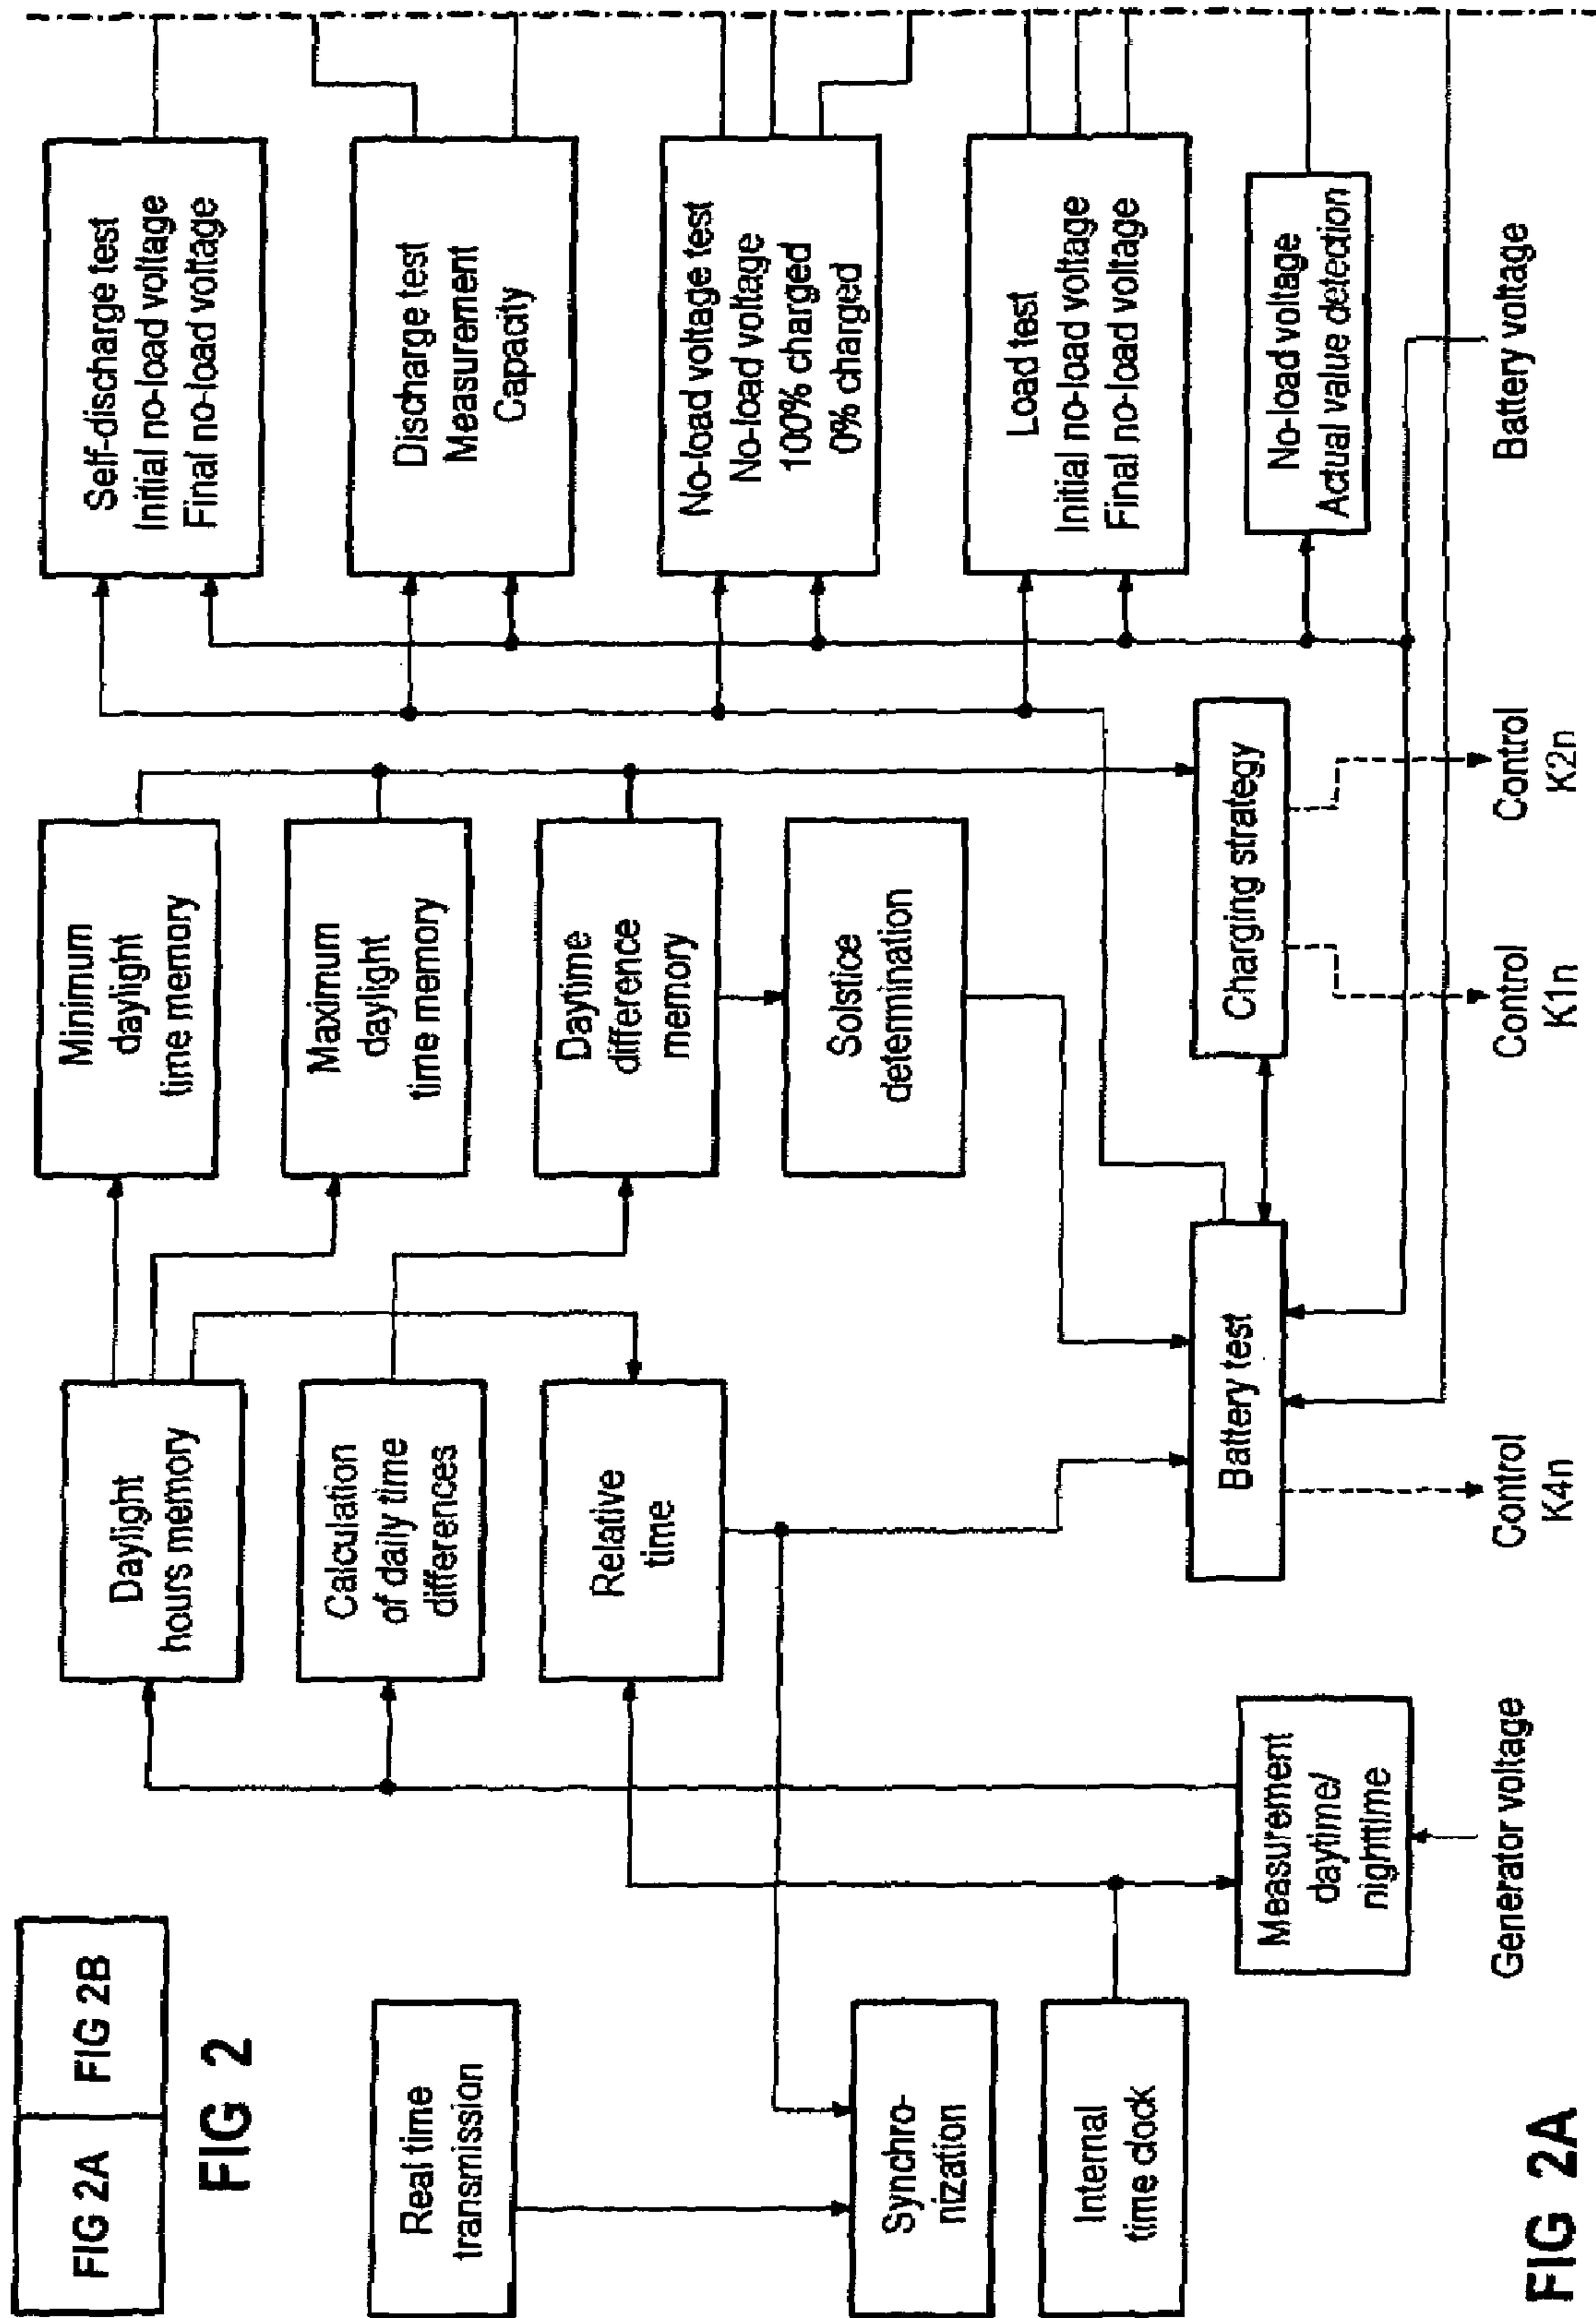 FIG 2A
FIG 2B
FIG 2
Real time
transmission
Synchro-
nization
Internal
time clock
Daylight
hours memory
Calculation
of daily time
differences
Relative
time
Measurement
daytime/
nighttime
Generator voltage
Minimum
daylight
time memory
Maximum
daylight
time memory
Daytime
difference
memory
Solstice
determination
Battery test
Charging strategy
Control
K4n
Control
K1n
Control
K2n
Self-discharge test
Initial no-load voltage
Final no-load voltage
Discharge test
Measurement
Capacity
No-load voltage test
No-load voltage
100% charged
0% charged
Load test
Initial no-load voltage
Final no-load voltage
No-load voltage
Actual value detection
Battery voltage
FIG 2A